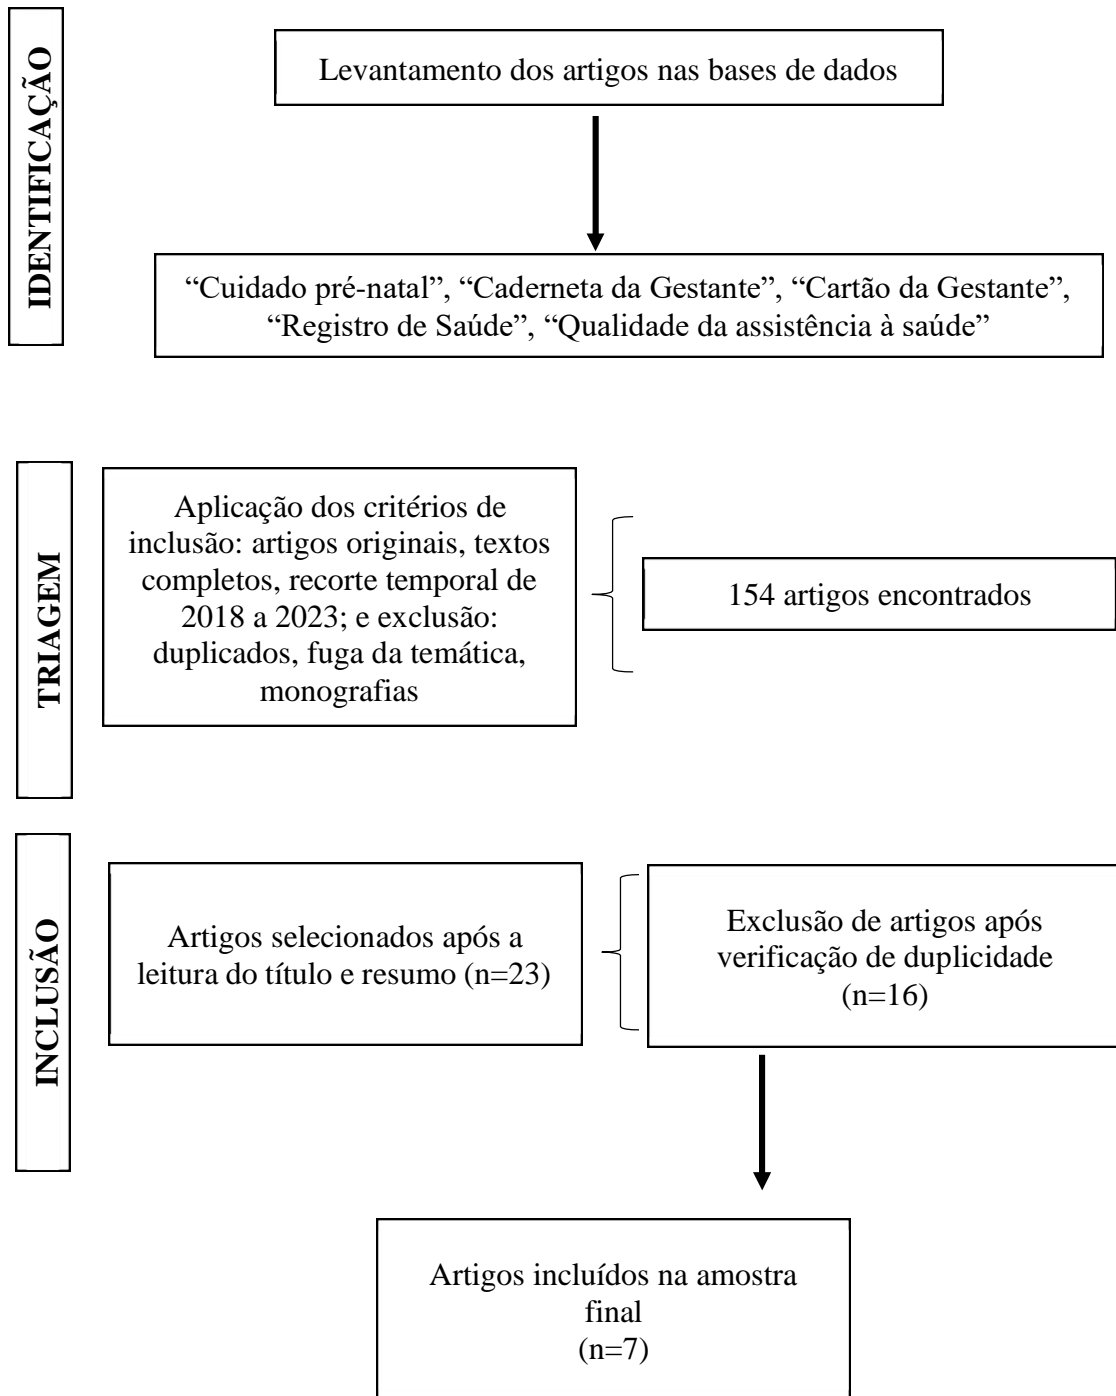 IDENTIFICAÇÃO
Levantamento dos artigos nas bases de dados
“Cuidado pré-natal”, “Caderneta da Gestante”, “Cartão da Gestante”,
“Registro de Saúde”, “Qualidade da assistência à saúde”
TRIAGEM
Aplicação dos critérios de
inclusão: artigos originais, textos
completos, recorte temporal de
2018 a 2023; e exclusão:
duplicados, fuga da temática,
monografias
154 artigos encontrados
INCLUSÃO
Artigos selecionados após a
leitura do título e resumo (n=23)
Exclusão de artigos após
verificação de duplicidade
(n=16)
Artigos incluídos na amostra
final
(n=7)